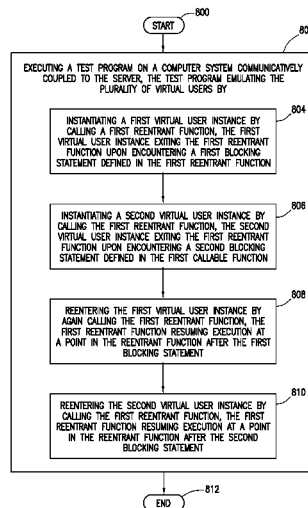 START
800
80
EXECUTING A TEST PROGRAM ON A COMPUTER SYSTEM COMMUNICATIVELY
COUPLED TO THE SERVER, THE TEST PROGRAM EMULATING THE
PLURALITY OF VIRTUAL USERS BY
804
INSTANTIATING A FIRST VIRTUAL USER INSTANCE BY
CALLING A FIRST REENTRANT FUNCTION, THE FIRST
VIRTUAL USER INSTANCE EXITING THE FIRST REENTRANT
FUNCTION UPON ENCOUNTERING A FIRST BLOCKING
STATEMENT DEFINED IN THE FIRST REENTRANT FUNCTION
806
INSTANTIATING A SECOND VIRTUAL USER INSTANCE BY
CALLING THE FIRST REENTRANT FUNCTION, THE SECOND
VIRTUAL USER INSTANCE EXITING THE FIRST REENTRANT
FUNCTION UPON ENCOUNTERING A SECOND BLOCKING
STATEMENT DEFINED IN THE FIRST CALLABLE FUNCTION
808
REENTERING THE FIRST VIRTUAL USER INSTANCE BY
AGAIN CALLING THE FIRST REENTRANT FUNCTION, THE
FIRST REENTRANT FUNCTION RESUMING EXECUTION AT
A POINT IN THE REENTRANT FUNCTION AFTER THE FIRST
BLOCKING STATEMENT
810
REENTERING THE SECOND VIRTUAL USER INSTANCE BY
CALLING THE FIRST REENTRANT FUNCTION, THE FIRST
REENTRANT FUNCTION RESUMING EXECUTION AT A POINT
IN THE REENTRANT FUNCTION AFTER THE SECOND
BLOCKING STATEMENT
812
END